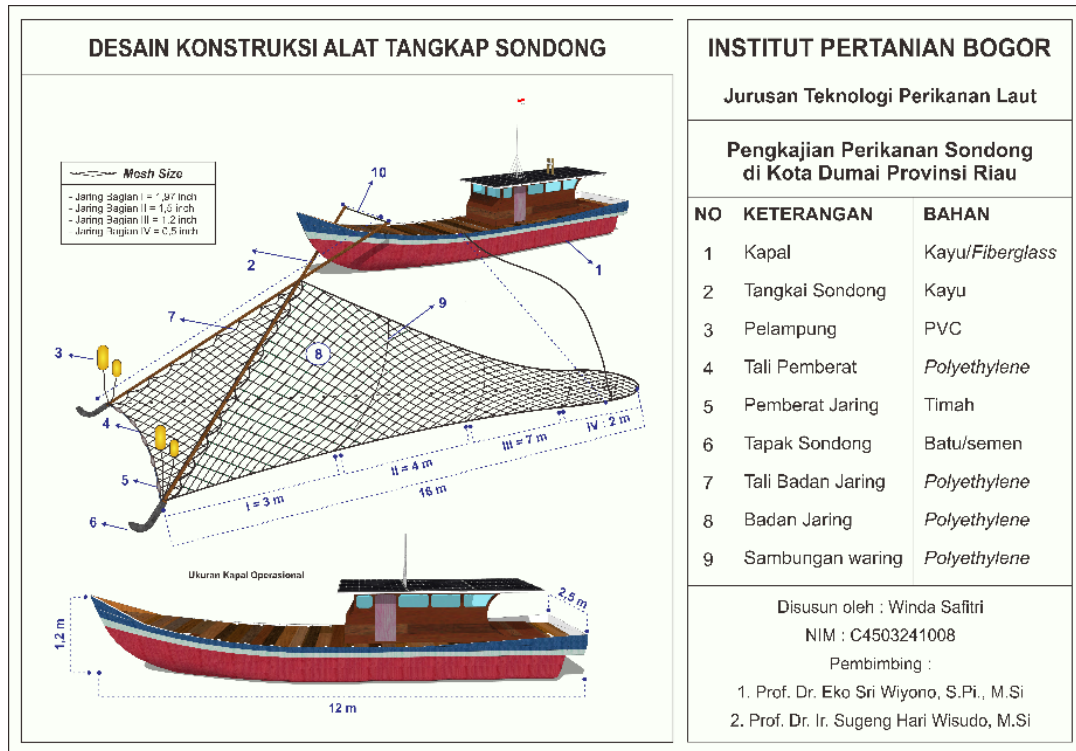 DESAIN KONSTRUKSI ALAT TANGKAP SONDONG
Mesh Size
- Jaring Bagian I = 1,97 inch
- Jaring Bagian II = 1,5 inch
- Jaring Bagian III = 1,2 inch
- Jaring Bagian IV = 0,5 inch
10
2
1
9
7
3
8
4
5
6
I = 3 m
II = 4 m
III = 7 m
IV : 2 m
16 m
Ukuran Kapal Operasional
1,2 m
2,5 m
12 m
INSTITUT PERTANIAN BOGOR
Jurusan Teknologi Perikanan Laut
Pengkajian Perikanan Sondong
di Kota Dumai Provinsi Riau
NO KETERANGAN BAHAN
1 Kapal Kayu/Fiberglass
2 Tangkai Sondong Kayu
3 Pelampung PVC
4 Tali Pemberat Polyethylene
5 Pemberat Jaring Timah
6 Tapak Sondong Batu/semen
7 Tali Badan Jaring Polyethylene
8 Badan Jaring Polyethylene
9 Sambungan waring Polyethylene
Disusun oleh : Winda Safitri
NIM : C4503241008
Pembimbing :
1. Prof. Dr. Eko Sri Wiyono, S.Pi., M.Si
2. Prof. Dr. Ir. Sugeng Hari Wisudo, M.Si